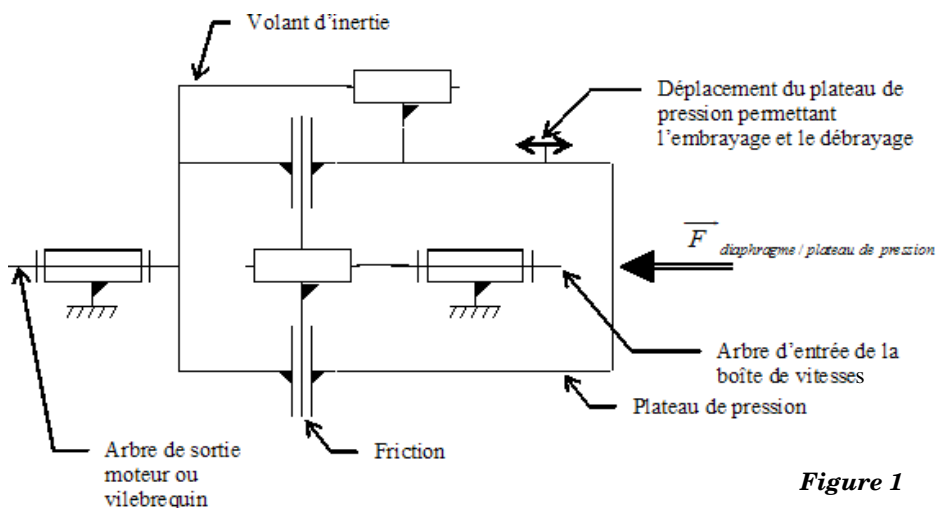 Volant d'inertie
Déplacement du plateau de
pression permettant
l'embrayage et le débrayage
F diaphragme / plateau de pression
Arbre d'entrée de la
boîte de vitesses
Plateau de pression
Friction
Arbre de sortie
moteur ou
vilebrequin
Figure 1